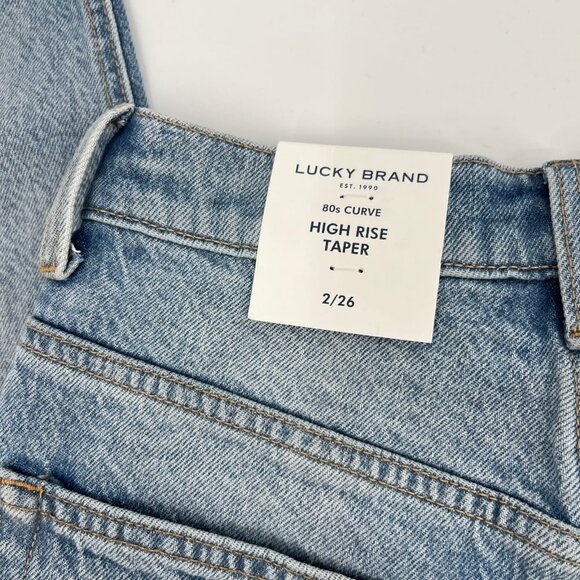 LUCKY BRAND
EST. 1990
80s CURVE
HIGH RISE
TAPER
2/26